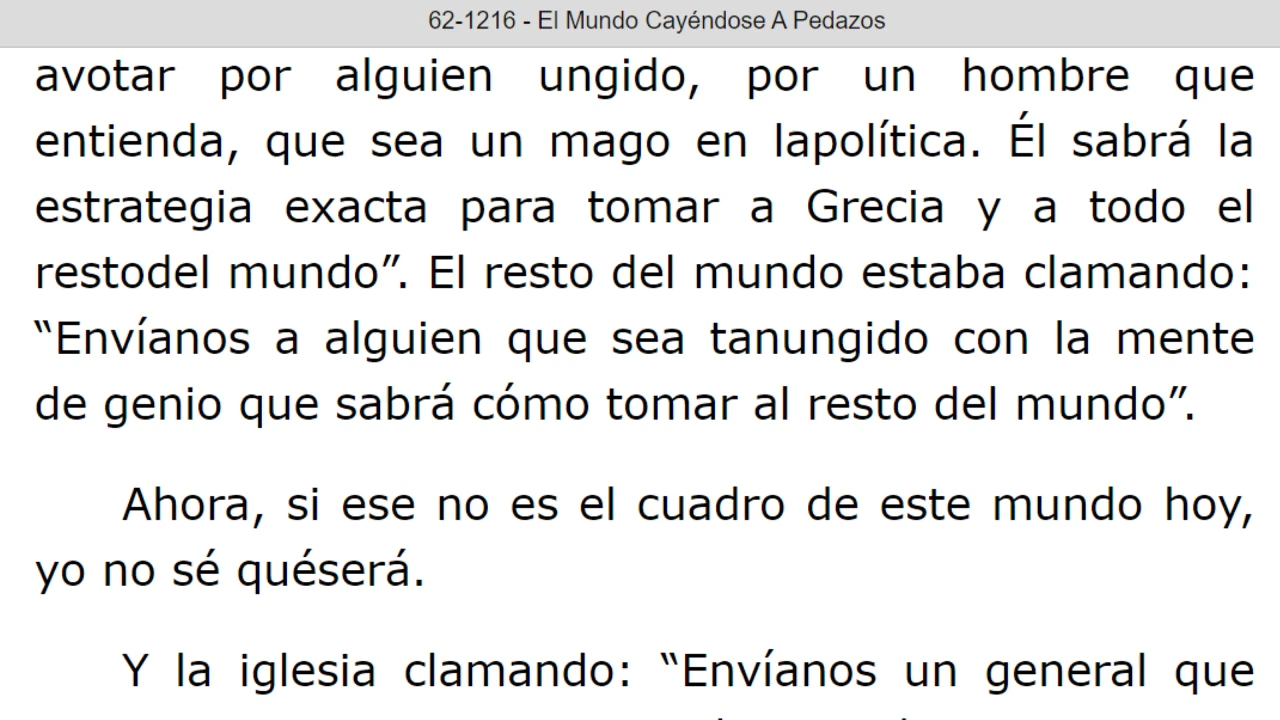 62-1216 - El Mundo Cayéndose A Pedazos
avotar por alguien ungido, por un hombre que
entienda, que sea un mago en lapolítica. Él sabrá la
estrategia exacta para tomar a Grecia y a todo el
restodel mundo”. El resto del mundo estaba clamando:
“Envíanos a alguien que sea tanungido con la mente
de genio que sabrá cómo tomar al resto del mundo”.
Ahora, si ese no es el cuadro de este mundo hoy,
yo no sé quéserá.
Y la iglesia clamando: “Envíanos un general que